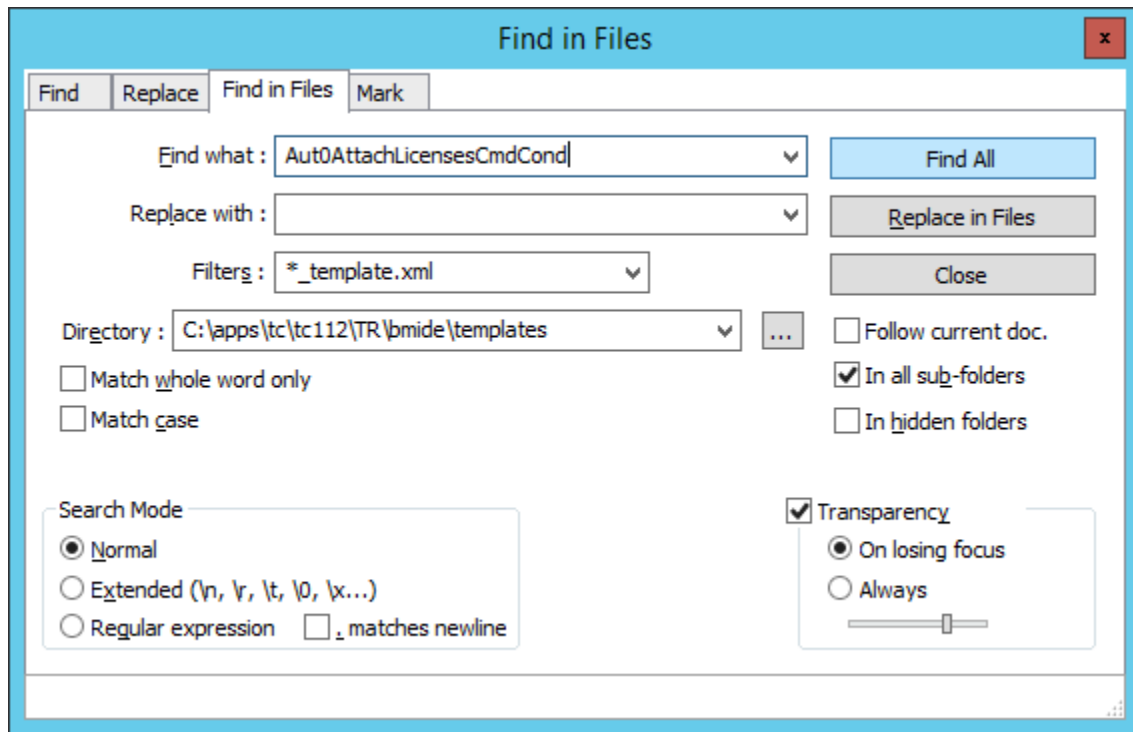 Find in Files
x
Find
Replace
Find in Files
Mark
Find what : Aut0AttachLicensesCmdCond
Find All
Replace with :
Replace in Files
Filters : *_template.xml
Close
Directory : C:\apps\tc\tc112\TR\bmide\templates
...
Follow current doc.
Match whole word only
In all sub-folders
Match case
In hidden folders
Search Mode
Transparency
Normal
On losing focus
Extended (\n, \r, \t, \0, \x...)
Always
Regular expression
. matches newline